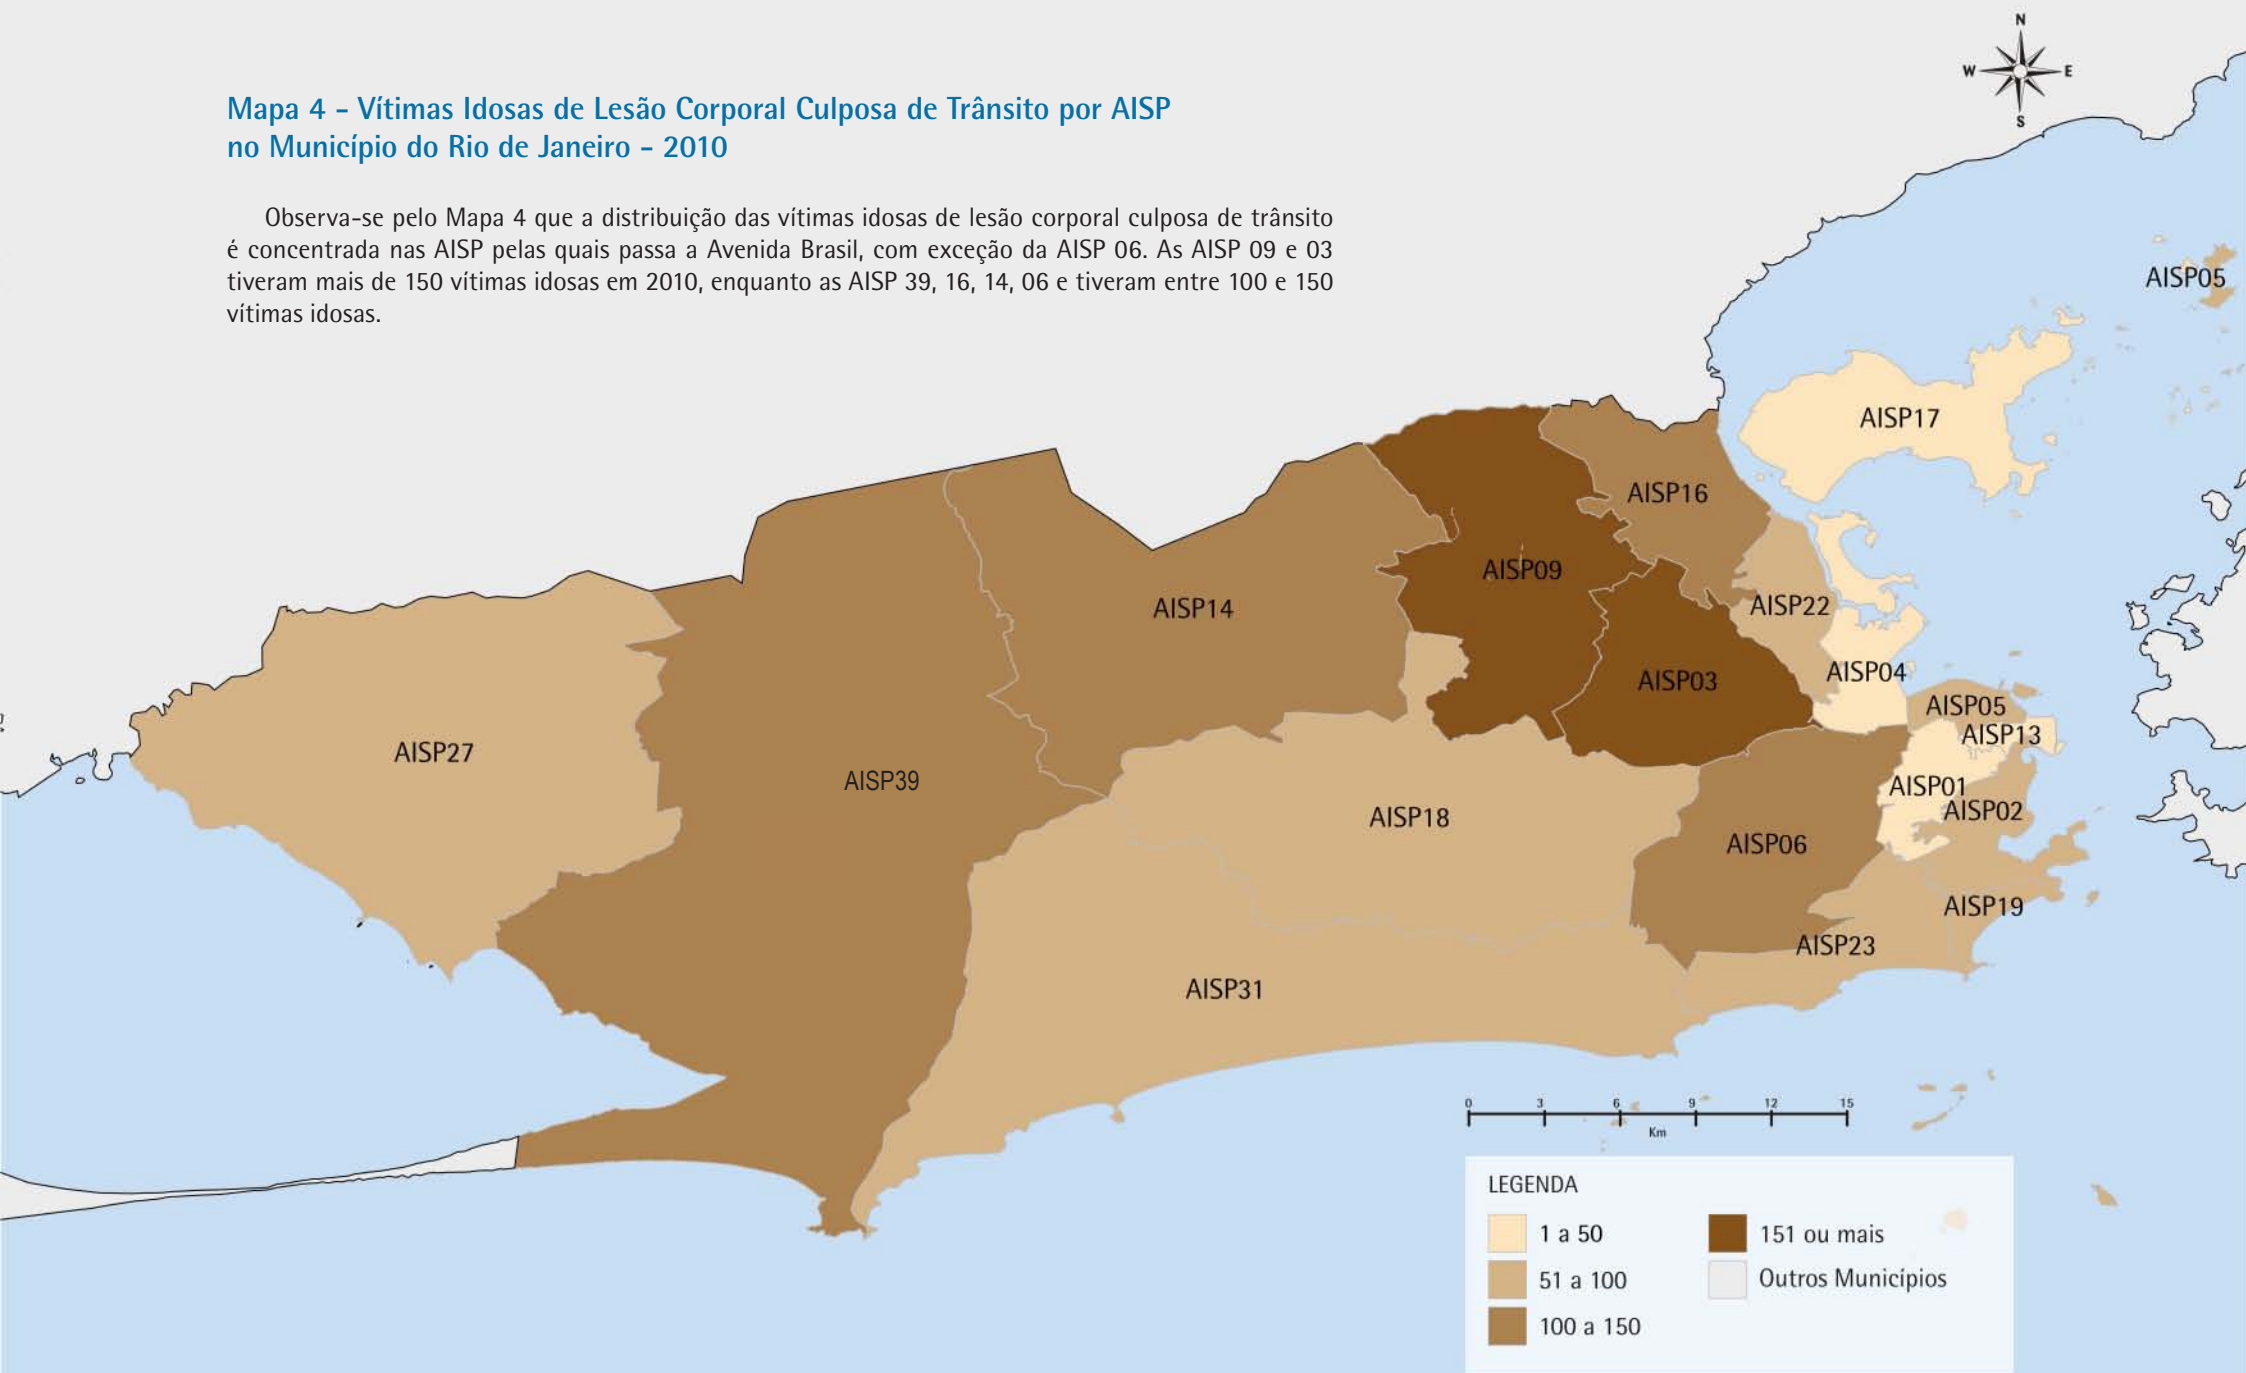 N
W E
S
Mapa 4 - Vítimas Idosas de Lesão Corporal Culposa de Trânsito por AISP
no Município do Rio de Janeiro - 2010
Observa-se pelo Mapa 4 que a distribuição das vítimas idosas de lesão corporal culposa de trânsito
é concentrada nas AISP pelas quais passa a Avenida Brasil, com exceção da AISP 06. As AISP 09 e 03
tiveram mais de 150 vítimas idosas em 2010, enquanto as AISP 39, 16, 14, 06 e tiveram entre 100 e 150
vítimas idosas.
AISP05
AISP17
AISP16
AISP09
AISP22
AISP14
AISP04
AISP03
AISP05
AISP13
AISP27
AISP39
AISP01
AISP02
AISP18
AISP06
AISP19
AISP23
AISP31
0 3 6 9 12 15
Km
LEGENDA
1 a 50
51 a 100
100 a 150
151 ou mais
Outros Municípios